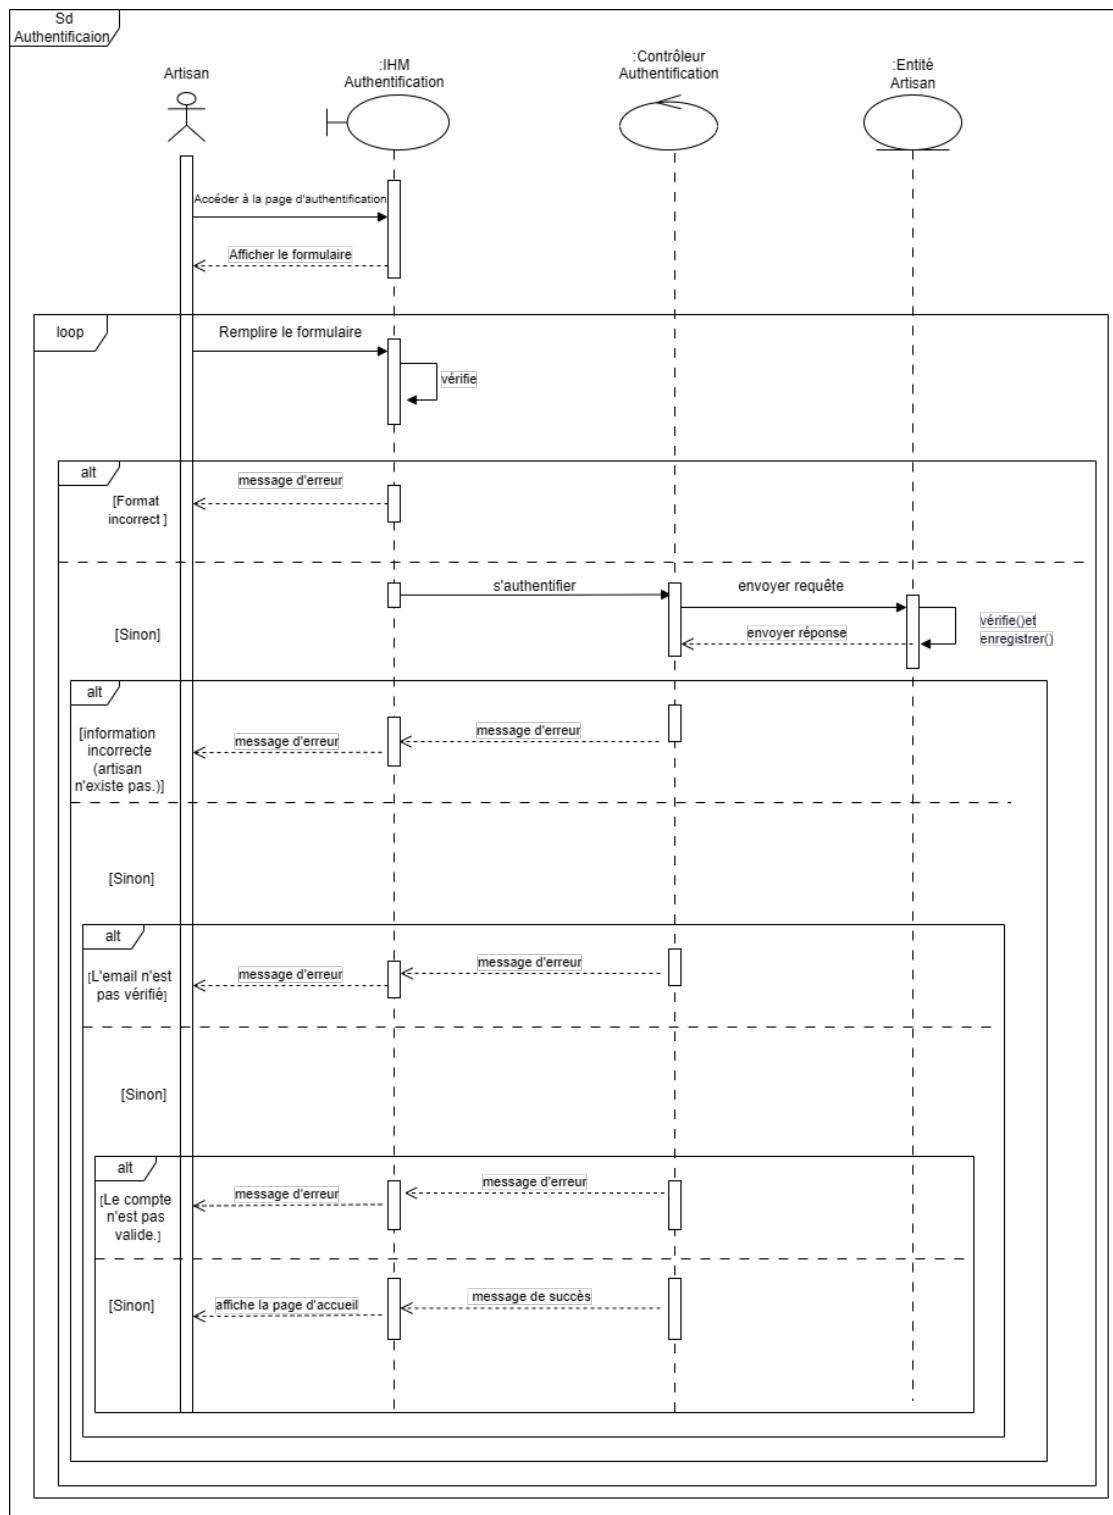 Sd
Authentificaion
Artisan
:IHM
Authentification
:Contrôleur
Authentification
:Entité
Artisan
Accéder à la page d'authentification
Afficher le formulaire
loop
Remplire le formulaire
vérifie
alt
message d'erreur
[Format
incorrect ]
s'authentifier
envoyer requête
[Sinon]
envoyer réponse
vérifie()et
enregistrer()
alt
[information
incorrecte
(artisan
n'existe pas.)]
message d'erreur
message d'erreur
[Sinon]
alt
[L'email n'est
pas vérifié]
message d'erreur
message d'erreur
[Sinon]
alt
[Le compte
n'est pas
valide.]
message d'erreur
message d'erreur
[Sinon]
affiche la page d'accueil
message de succès